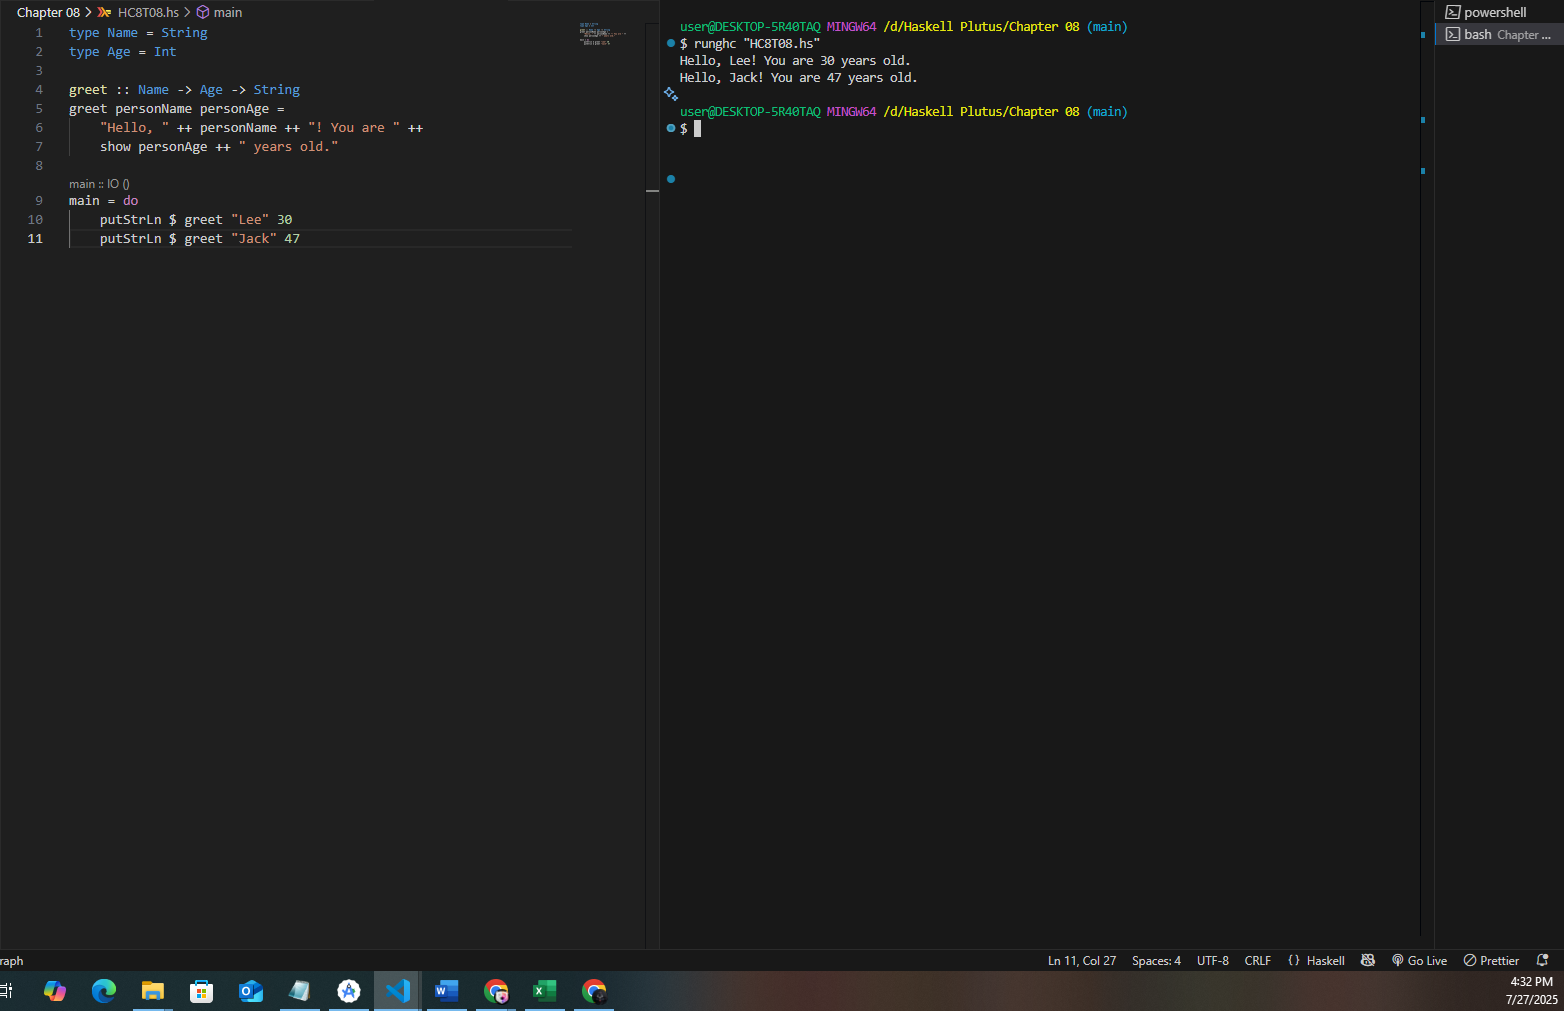 Chapter 08 > HC8T08.hs > main
1 type Name = String
2 type Age = Int
3
4 greet :: Name -> Age -> String
5 greet personName personAge =
6 "Hello, " ++ personName ++ "! You are " ++
7 show personAge ++ " years old."
8
main :: IO ()
9 main = do
10 putStrLn $ greet "Lee" 30
11 putStrLn $ greet "Jack" 47
user@DESKTOP-5R40TAQ MINGW64 /d/Haskell Plutus/Chapter 08 (main)
$ runghc "HC8T08.hs"
Hello, Lee! You are 30 years old.
Hello, Jack! You are 47 years old.
user@DESKTOP-5R40TAQ MINGW64 /d/Haskell Plutus/Chapter 08 (main)
$
powershell
bash Chapter ...
raph
Ln 11, Col 27 Spaces: 4 UTF-8 CRLF {} Haskell Go Live Prettier
4:32 PM
7/27/2025